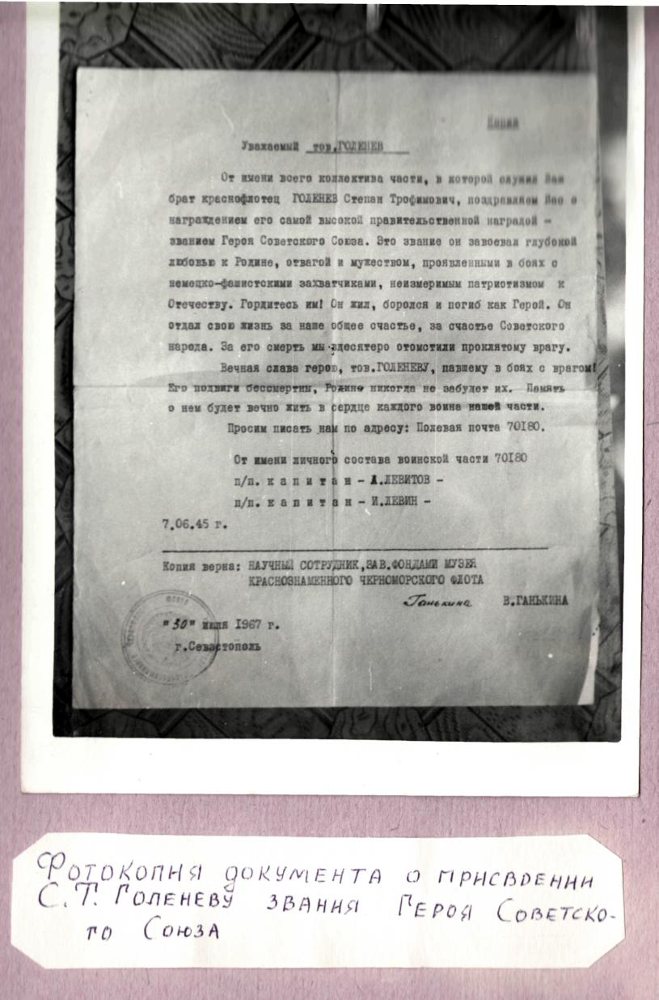 Копия
Уважаемый тов.ГОЛЕНЕВ
От имени всего коллектива части, в которой служил Ваш
брат краснофлотец ГОЛЕНЕВ Степан Трофимович, поздравляем Вас с
награждением его самой высокой правительственной наградой -
званием Героя Советского Союза. Это звание он завоевал глубокой
любовью к Родине, отвагой и мужеством, проявленными в боях с
немецко-фашистскими захватчиками, неизмеримым патриотизмом к
Отечеству. Гордитесь им! Он жил, боролся и погиб как Герой. Он
отдал свою жизнь за наше общее счастье, за счастье Советского
народа. За его смерть мы вдесятеро отомстили проклятому врагу.
Вечная слава герою, тов.ГОЛЕНЕВУ, павшему в боях с врагом!
Его подвиги бессмертны, Родина никогда не забудет их. Память
о нем будет вечно жить в сердце каждого воина нашей части.
Просим писать нам по адресу: Полевая почта 70I80.
От имени личного состава воинской части 70I80
п/п. к а п и т а н - А.ЛЕВИТОВ -
п/п. к а п и т а н - И.ЛЕВИН -
7.06.45 г.
Копия верна: НАУЧНЫЙ СОТРУДНИК,ЗАВ.ФОНДАМИ МУЗЕЯ
КРАСНОЗНАМЕННОГО ЧЕРНОМОРСКОГО ФЛОТА
Ганькина В.ГАНЬКИНА
"30" июля I967 г.
г.Севастополь
Фотокопия документа о присвоении
С.Т. Голеневу звания Героя Советско-
го Союза